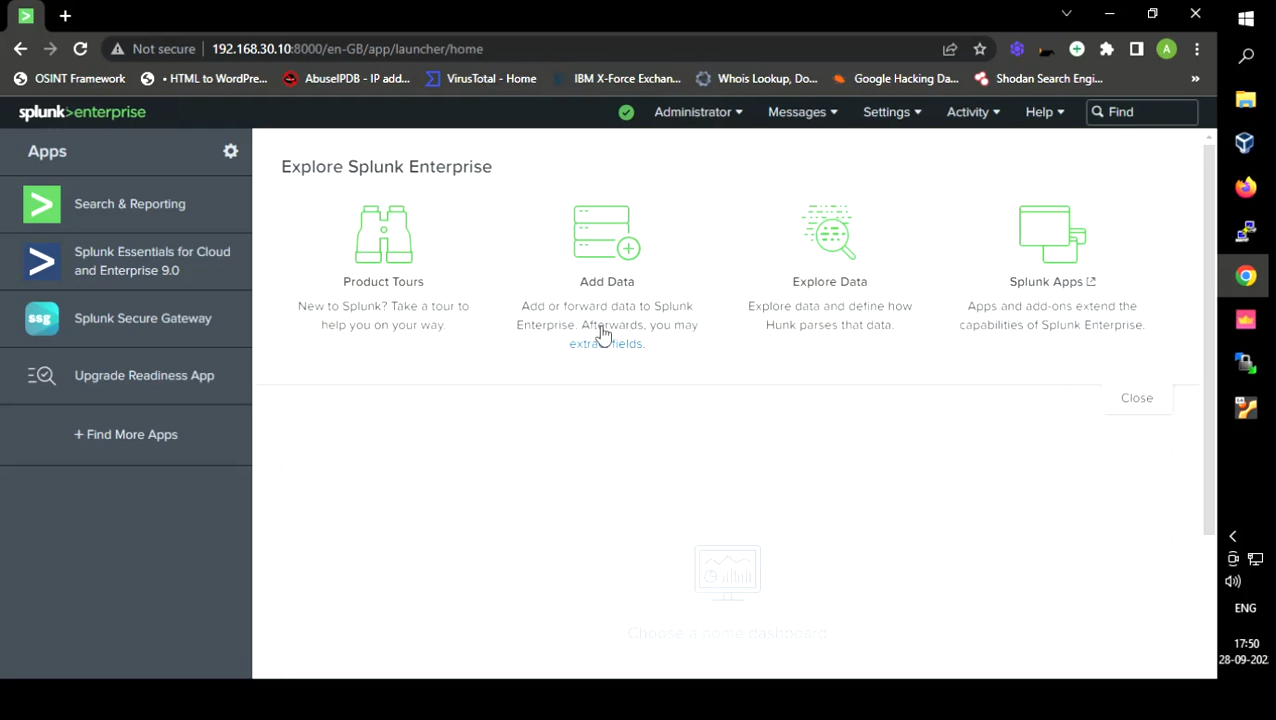 Not secure 192.168.30.10:8000/en-GB/app/launcher/home
A
OSINT Framework
• HTML to WordPre...
AbuseIPDB - IP add...
VirusTotal - Home
IBM X-Force Exchan...
Whois Lookup, Do...
Google Hacking Da...
Shodan Search Engi...
»
splunk>enterprise
Administrator
Messages
Settings
Activity
Help
Find
Apps
Search & Reporting
Splunk Essentials for Cloud
and Enterprise 9.0
ssg
Splunk Secure Gateway
Upgrade Readiness App
+ Find More Apps
Explore Splunk Enterprise
Product Tours
New to Splunk? Take a tour to
help you on your way.
Add Data
Add or forward data to Splunk
Enterprise. Afterwards, you may
extract fields.
Explore Data
Explore data and define how
Hunk parses that data.
Splunk Apps
Apps and add-ons extend the
capabilities of Splunk Enterprise.
Close
Choose a home dashboard
ENG
17:50
28-09-202